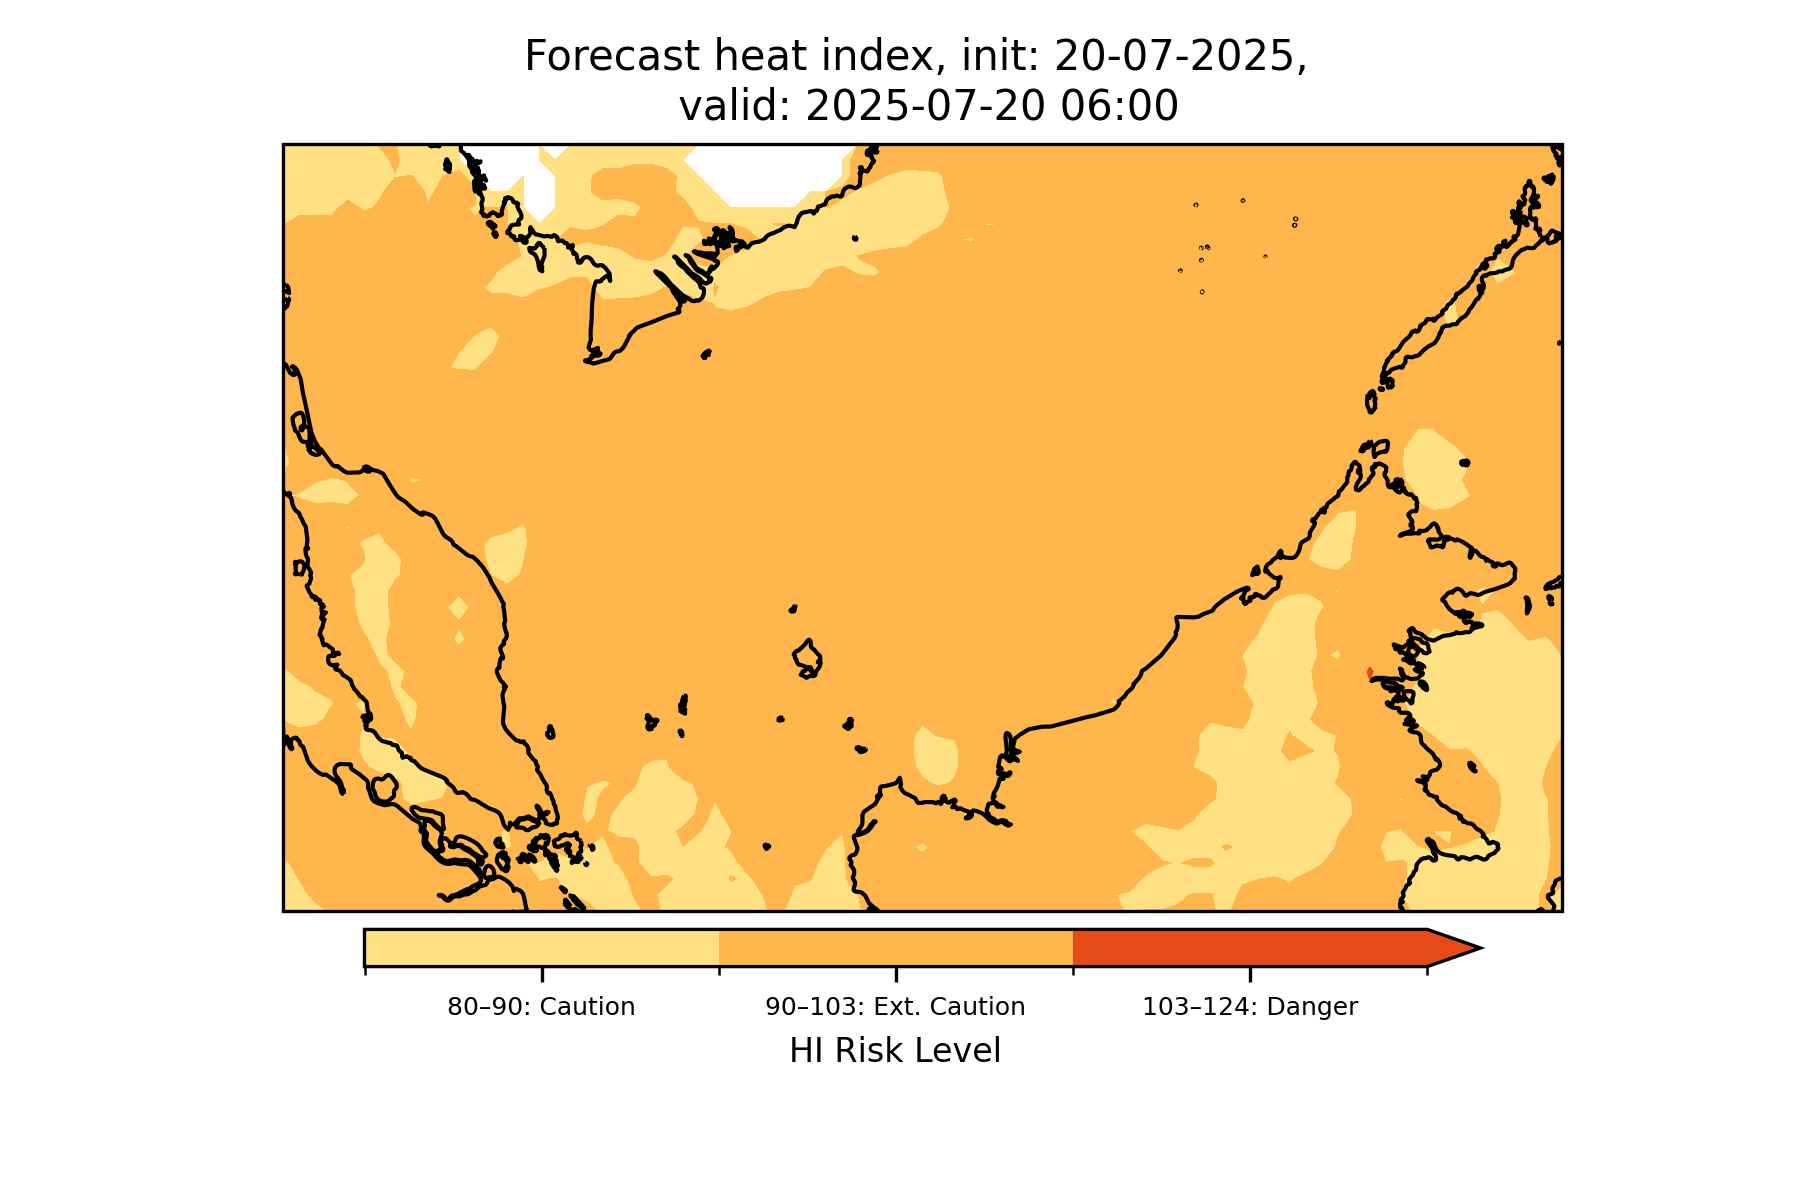 Forecast heat index, init: 20-07-2025,
valid: 2025-07-20 06:00
80–90: Caution
90–103: Ext. Caution
103–124: Danger
HI Risk Level